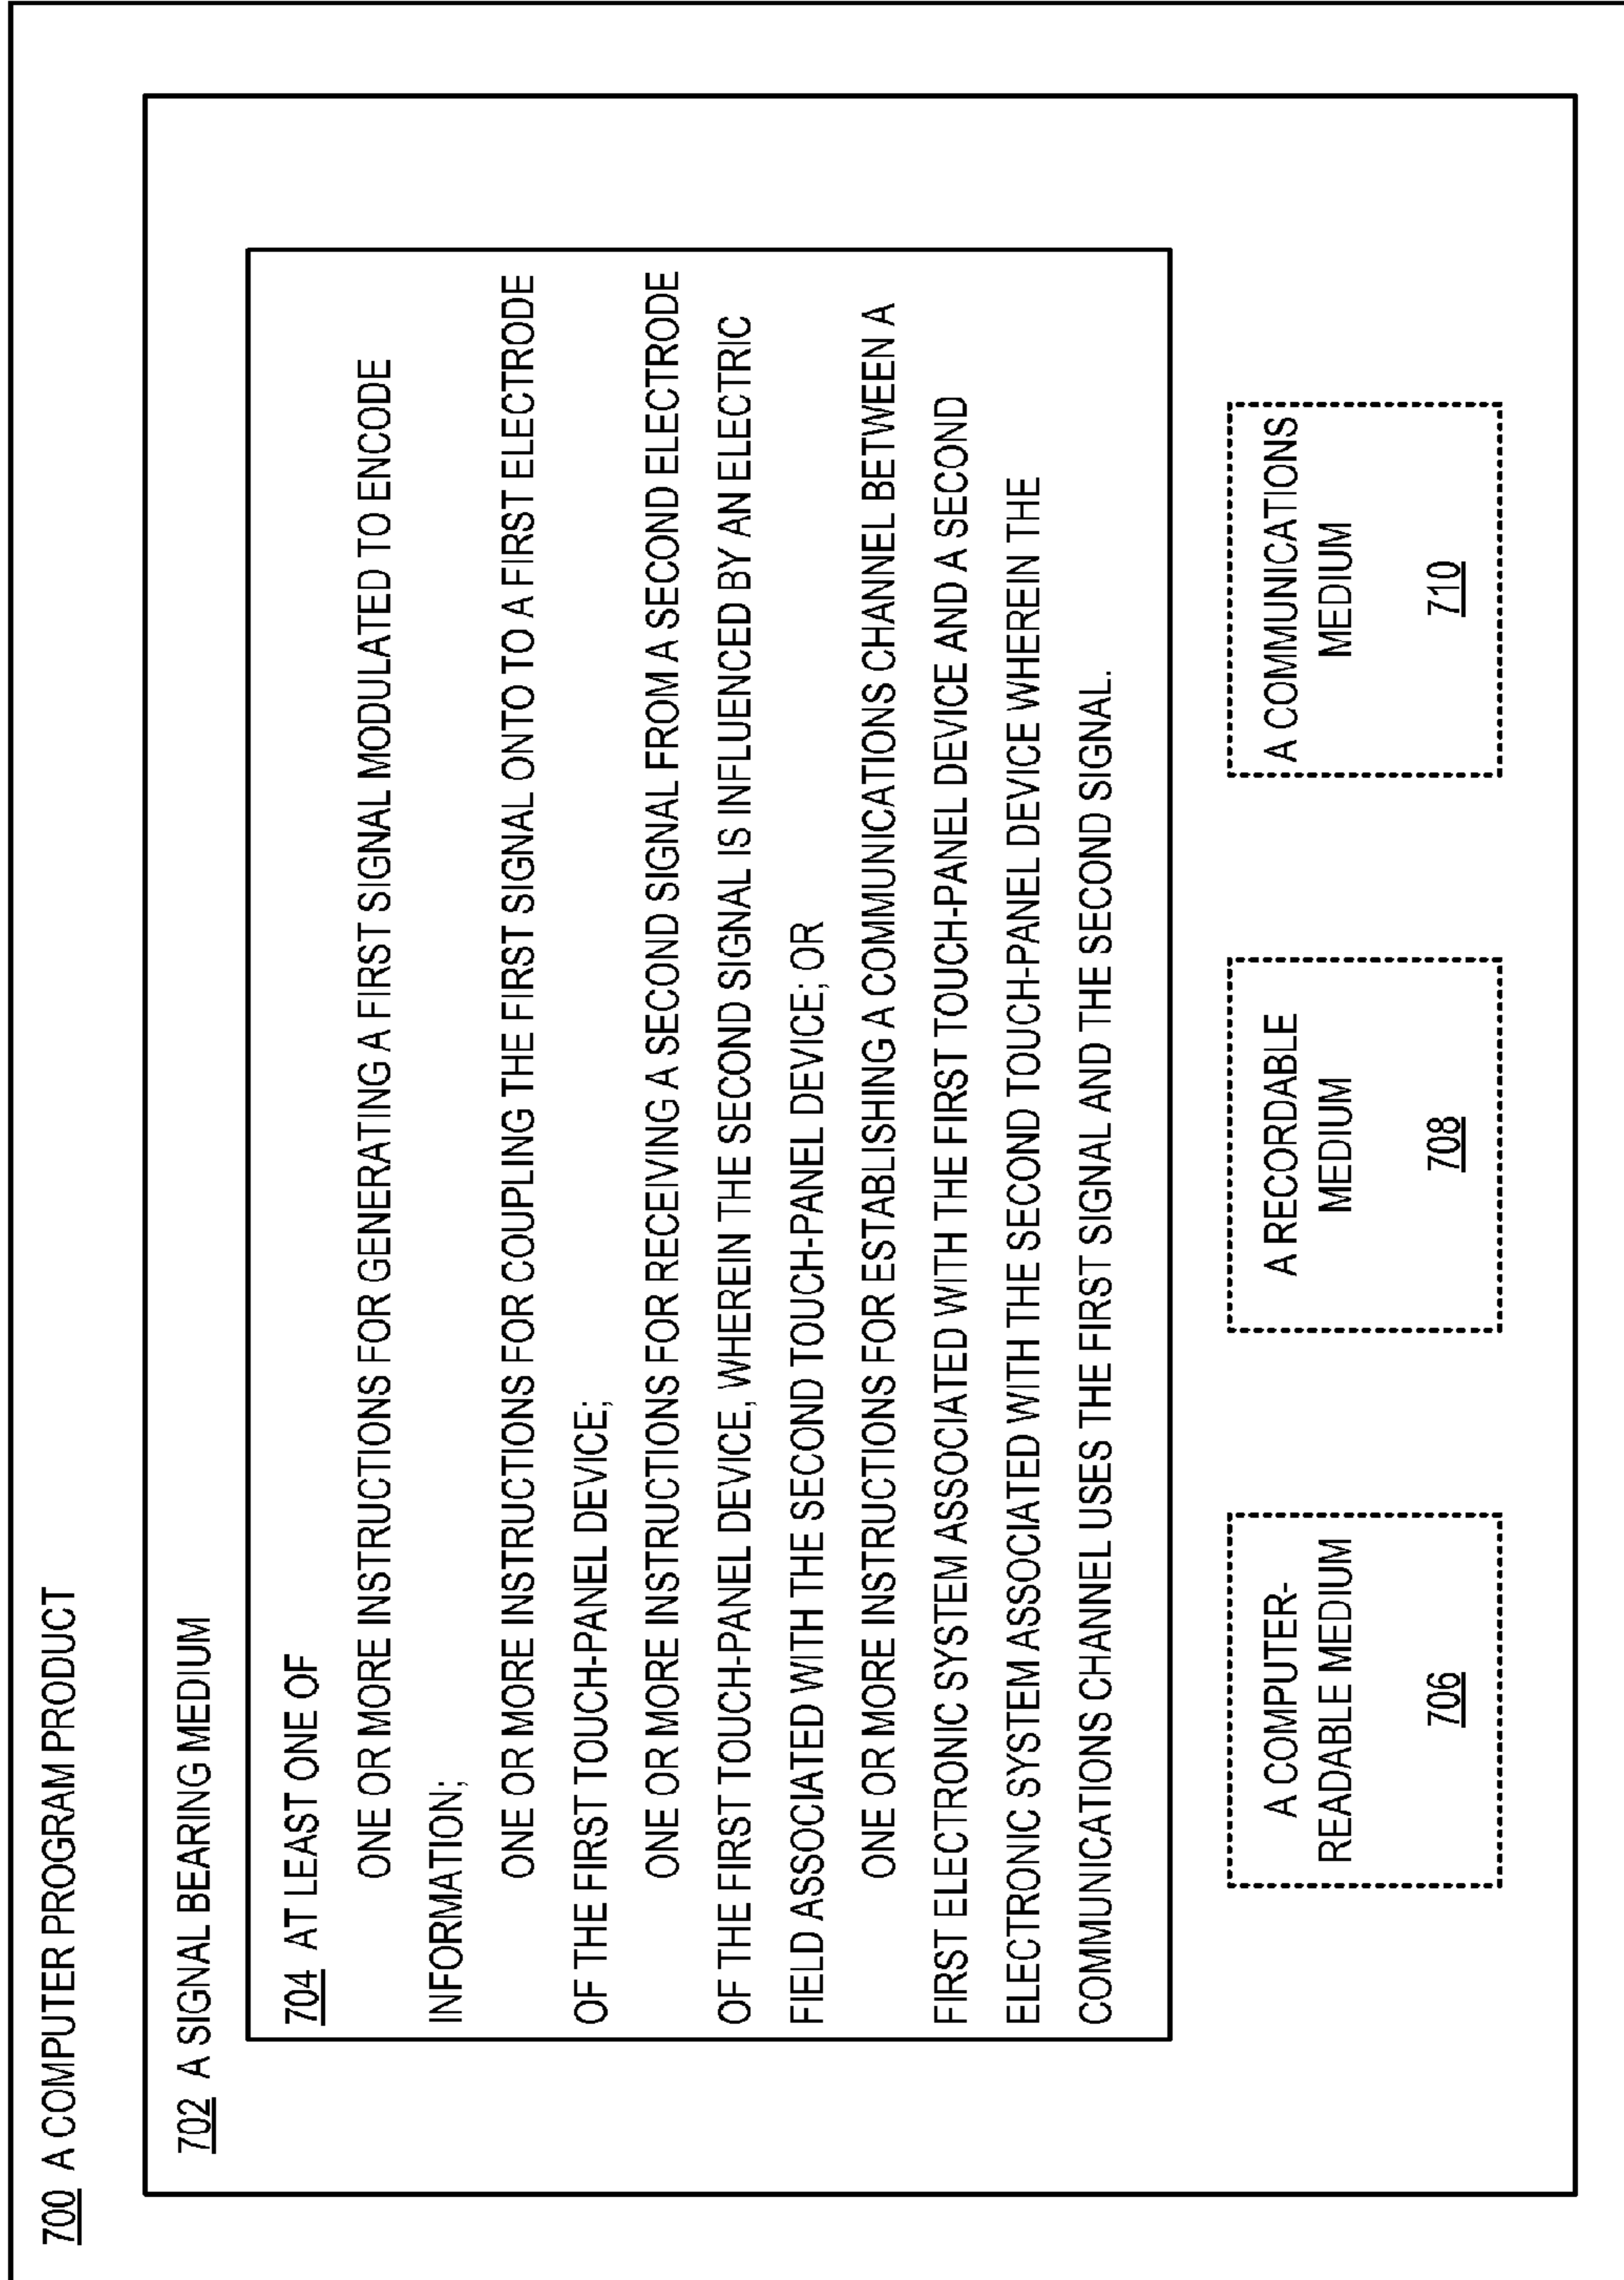 700 A COMPUTER PROGRAM PRODUCT
702 A SIGNAL BEARING MEDIUM
704 AT LEAST ONE OF
ONE OR MORE INSTRUCTIONS FOR GENERATING A FIRST SIGNAL MODULATED TO ENCODE
INFORMATION;
ONE OR MORE INSTRUCTIONS FOR COUPLING THE FIRST SIGNAL ONTO TO A FIRST ELECTRODE
OF THE FIRST TOUCH-PANEL DEVICE;
ONE OR MORE INSTRUCTIONS FOR RECEIVING A SECOND SIGNAL FROM A SECOND ELECTRODE
OF THE FIRST TOUCH-PANEL DEVICE, WHEREIN THE SECOND SIGNAL IS INFLUENCED BY AN ELECTRIC
FIELD ASSOCIATED WITH THE SECOND TOUCH-PANEL DEVICE; OR
ONE OR MORE INSTRUCTIONS FOR ESTABLISHING A COMMUNICATIONS CHANNEL BETWEEN A
FIRST ELECTRONIC SYSTEM ASSOCIATED WITH THE FIRST TOUCH-PANEL DEVICE AND A SECOND
ELECTRONIC SYSTEM ASSOCIATED WITH THE SECOND TOUCH-PANEL DEVICE WHEREIN THE
COMMUNICATIONS CHANNEL USES THE FIRST SIGNAL AND THE SECOND SIGNAL.
A COMPUTER-
READABLE MEDIUM
706
A RECORDABLE
MEDIUM
708
A COMMUNICATIONS
MEDIUM
710